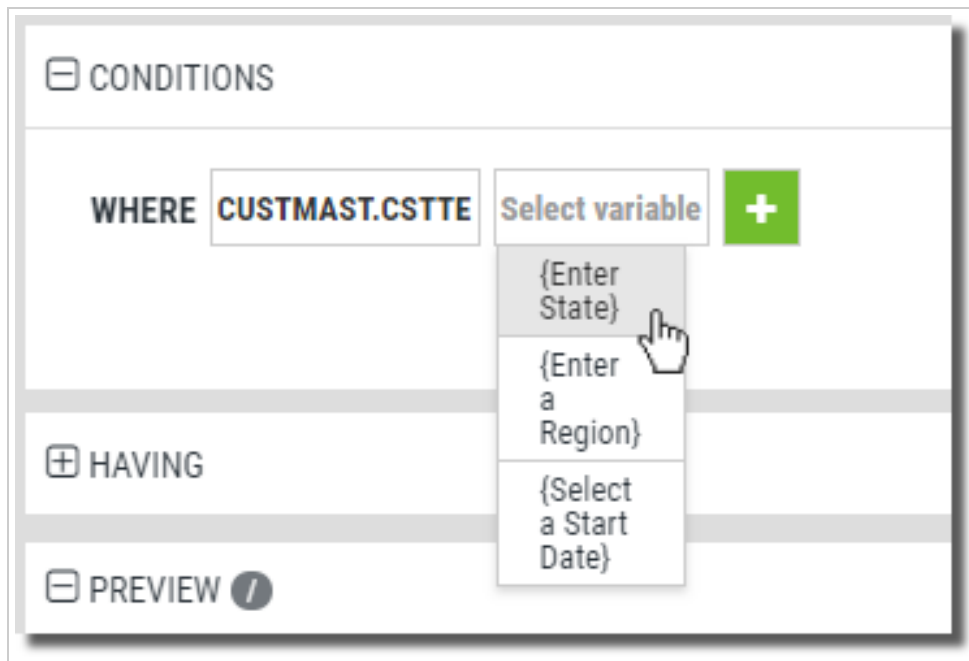 CONDITIONS
WHERE CUSTMAST.CSTTE Select variable +
{Enter
State}
{Enter
a
Region}
{Select
a Start
Date}
HAVING
PREVIEW /